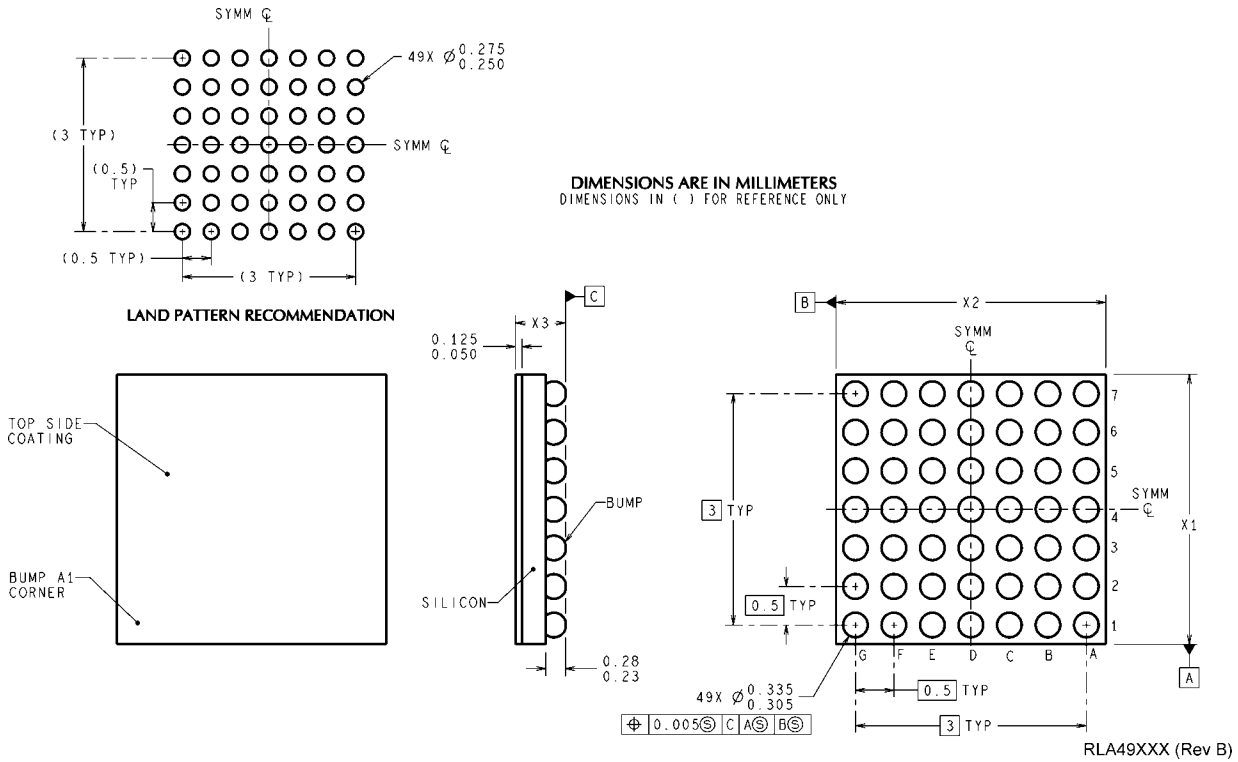 SYMM ℄
49X Ø 0.275
0.250
(3 TYP)
SYMM ℄
(0.5)
TYP
(0.5 TYP)
(3 TYP)
LAND PATTERN RECOMMENDATION
DIMENSIONS ARE IN MILLIMETERS
DIMENSIONS IN ( ) FOR REFERENCE ONLY
TOP SIDE
COATING
BUMP A1
CORNER
C
X3
0.125
0.050
BUMP
SILICON
0.28
0.23
B
X2
SYMM
℄
7
6
5
4
3
2
1
SYMM
℄
X1
3 TYP
0.5 TYP
G F E D C B A
A
49X Ø 0.335
0.305
0.5 TYP
⌖ 0.005Ⓢ C AⓈ BⓈ
3 TYP
RLA49XXX (Rev B)